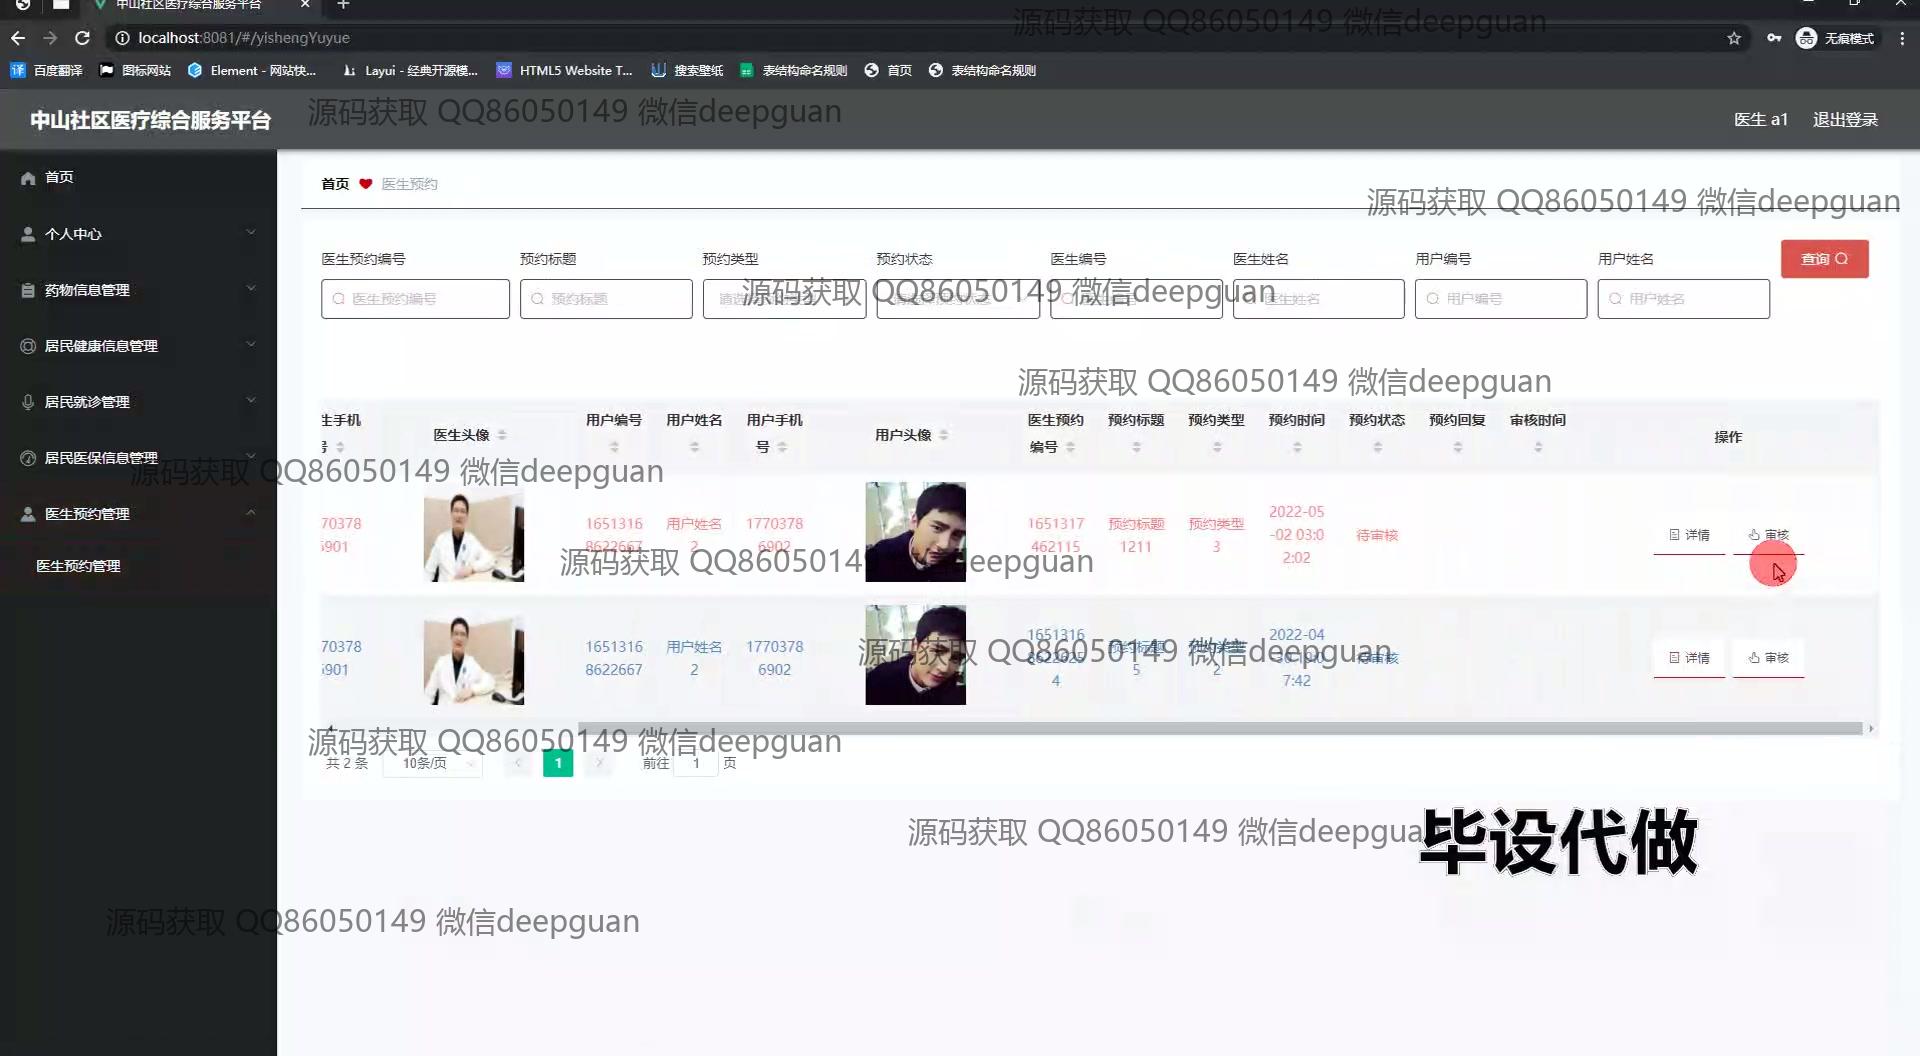 中山社区医疗综合服务平台
源码获取 QQ86050149 微信deepguan
localhost:8081/#/yishengYuyue
无痕模式
百度翻译
图标网站
Element - 网站快...
Layui - 经典开源模...
HTML5 Website T...
搜索壁纸
表结构命名规则
首页
表结构命名规则
中山社区医疗综合服务平台
源码获取 QQ86050149 微信deepguan
医生 a1
退出登录
首页
个人中心
药物信息管理
居民健康信息管理
居民就诊管理
居民医保信息管理
医生预约管理
医生预约管理
首页 医生预约
源码获取 QQ86050149 微信deepguan
医生预约编号 预约标题 预约类型 预约状态 医生编号 医生姓名 用户编号 用户姓名
查询
医生预约编号 预约标题 医生姓名 用户编号 用户姓名
源码获取 QQ86050149 微信deepguan
源码获取 QQ86050149 微信deepguan
生手机 医生头像 用户编号 用户姓名 用户手机号 用户头像 医生预约编号 预约标题 预约类型 预约时间 预约状态 预约回复 审核时间 操作
源码获取 QQ86050149 微信deepguan
770378 1651316 用户姓名 1770378 1651317 预约标题 预约类型 2022-05
6901 8622667 2 6902 462115 1211 3 -02 03:0
2:02
待审核
详情 审核
源码获取 QQ86050149 微信deepguan
770378 1651316 用户姓名 1770378 1651316 预约标题 预约类型 2022-04
6901 8622667 2 6902 8622625 5 2
4 7:42
待审核
详情 审核
源码获取 QQ86050149 微信deepguan
源码获取 QQ86050149 微信deepguan
共 2 条 10条/页 1 前往 1 页
源码获取 QQ86050149 微信deepguan
毕设代做
源码获取 QQ86050149 微信deepguan